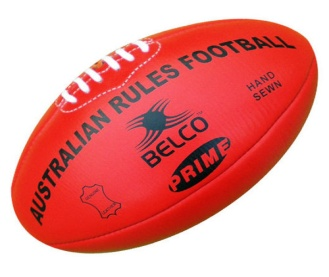 AUSTRALIAN RULES FOOTBALL
HAND
SEWN
BELCO
PRIME